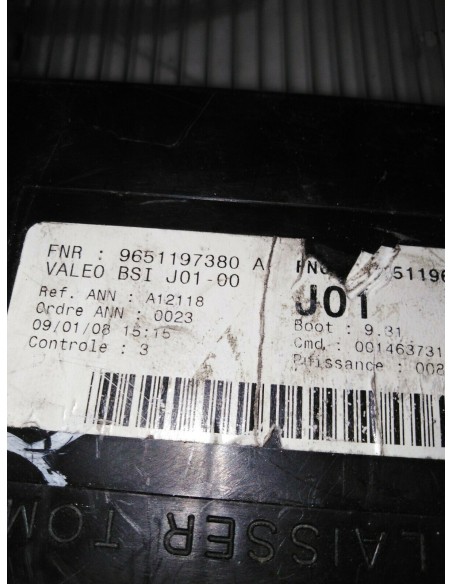 FNR : 9651197380 A
VALEO BSI J01-00
Ref. ANN : A12118
Ordre ANN : 0023
09/01/08 15:15
Controle : 3
J01
Boot : 9.31
Cmd. 001463731
Puissance : 008
LAISSER TOM